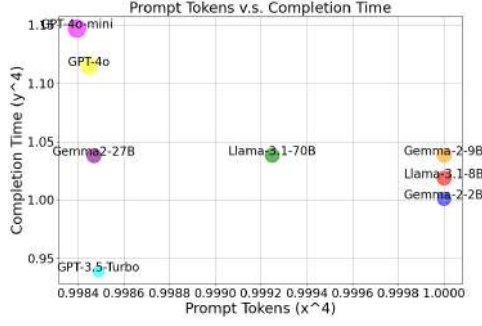 Prompt Tokens v.s. Completion Time
Completion Time (y^4)
1.15
1.10
1.05
1.00
0.95
GPT-4o-mini
GPT-4o
Gemma2-27B
Llama-3.1-70B
Gemma-2-9B
Llama-3.1-8B
Gemma-2-2B
GPT-3.5-Turbo
0.9984 0.9986 0.9988 0.9990 0.9992 0.9994 0.9996 0.9998 1.0000
Prompt Tokens (x^4)